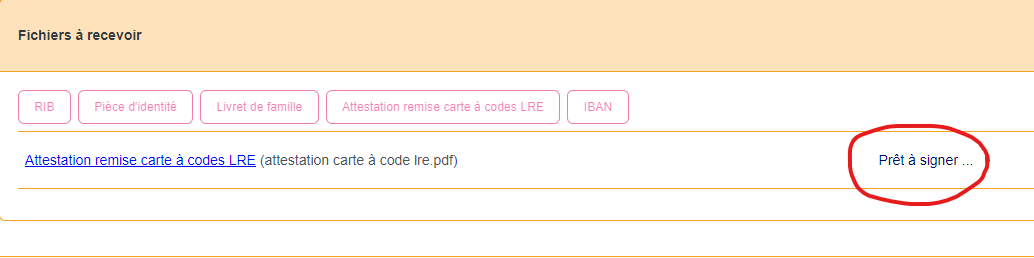 Fichiers à recevoir
RIB Pièce d'identité Livret de famille Attestation remise carte à codes LRE IBAN
Attestation remise carte à codes LRE (attestation carte à code lre.pdf) Prêt à signer ...